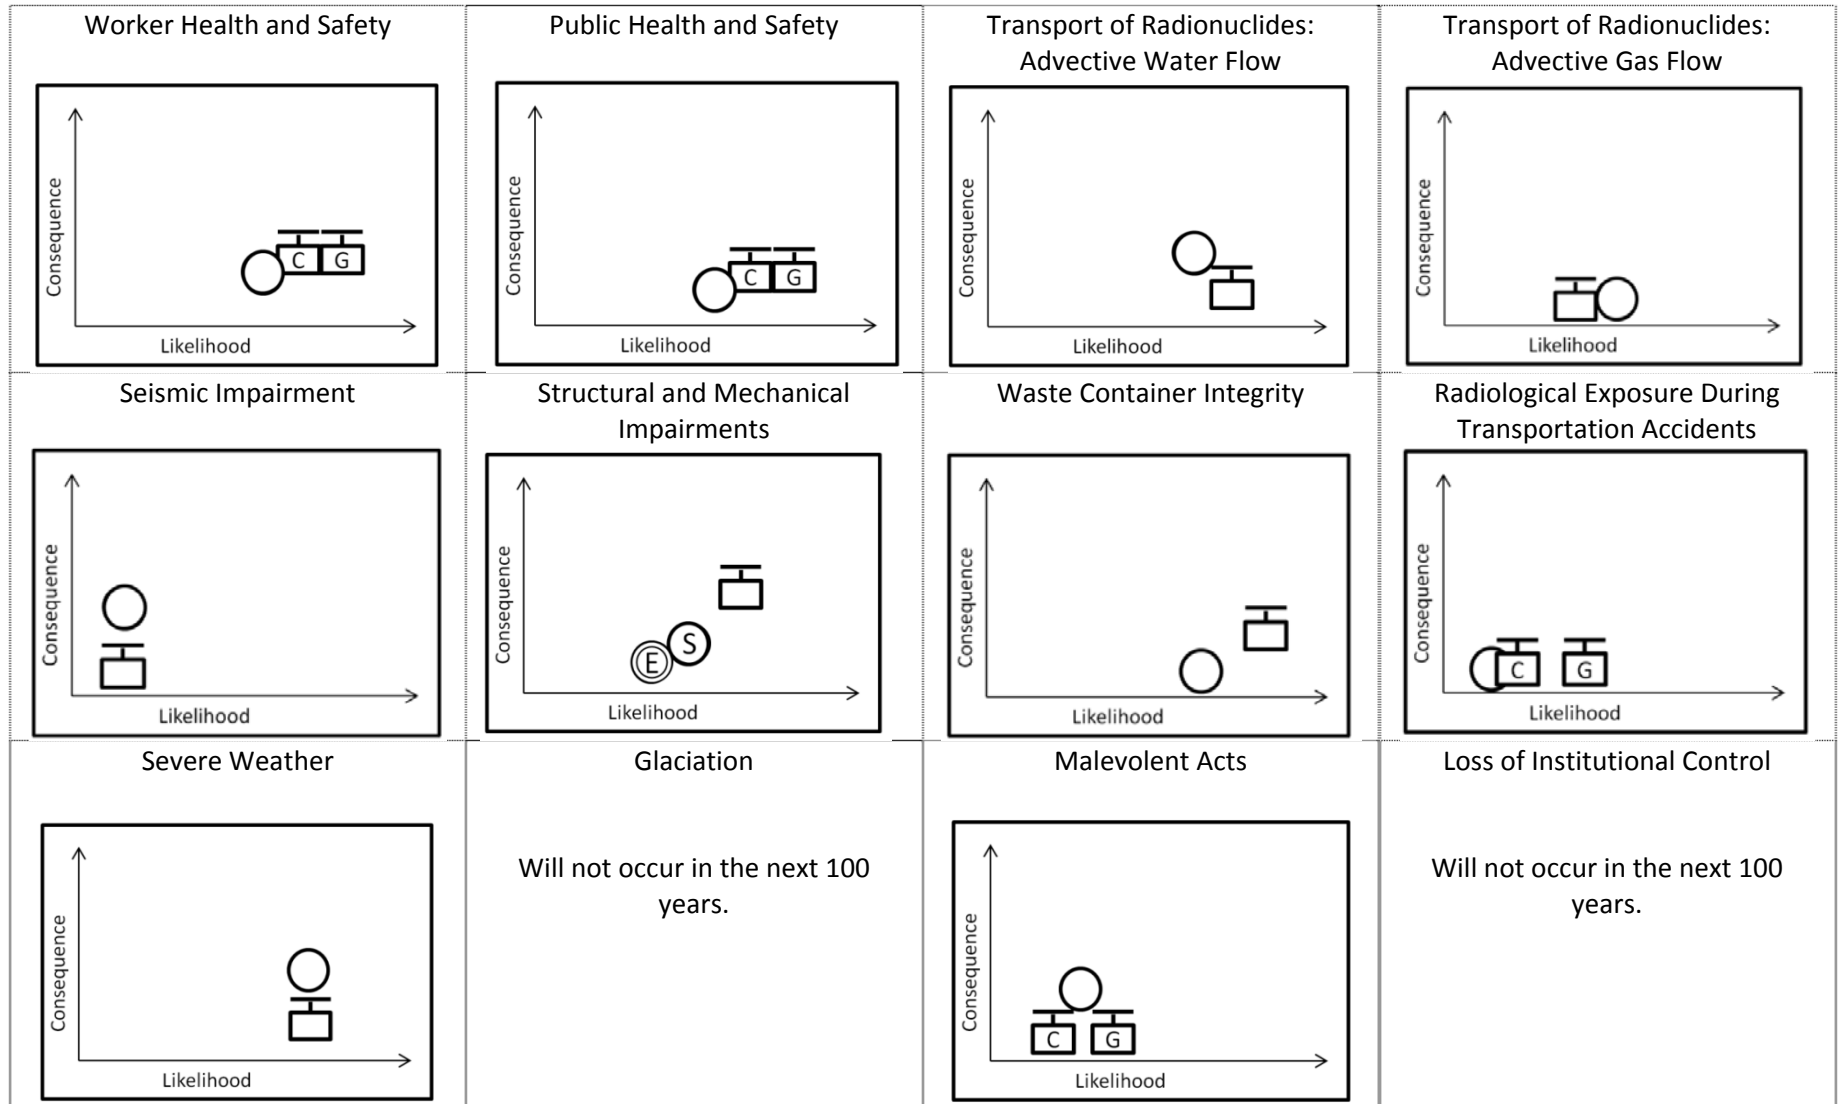 Worker Health and Safety
Consequence
C
G
Likelihood
Public Health and Safety
Consequence
C
G
Likelihood
Transport of Radionuclides:
Advective Water Flow
Consequence
Likelihood
Transport of Radionuclides:
Advective Gas Flow
Consequence
Likelihood
Seismic Impairment
Consequence
Likelihood
Structural and Mechanical
Impairments
Consequence
E
S
Likelihood
Waste Container Integrity
Consequence
Likelihood
Radiological Exposure During
Transportation Accidents
Consequence
C
G
Likelihood
Severe Weather
Consequence
Likelihood
Glaciation
Will not occur in the next 100
years.
Malevolent Acts
Consequence
C
G
Likelihood
Loss of Institutional Control
Will not occur in the next 100
years.